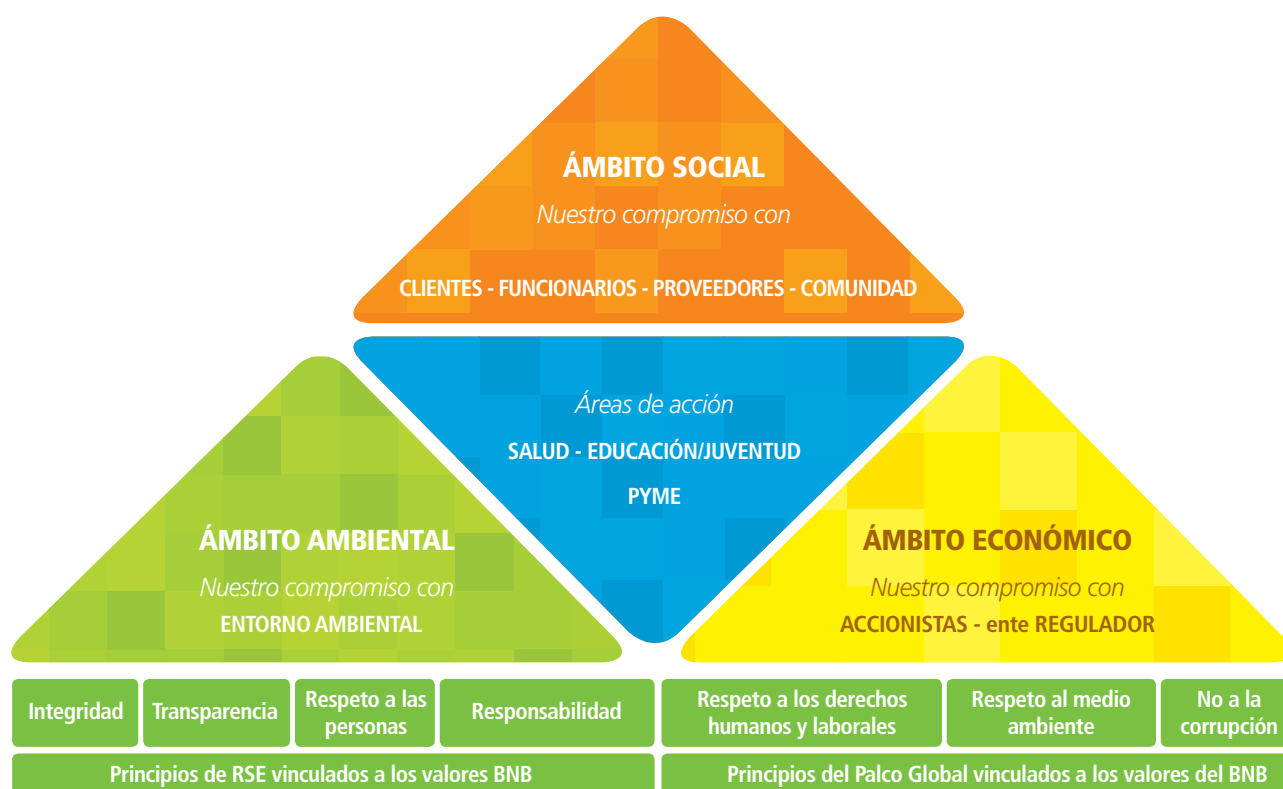 ÁMBITO SOCIAL
Nuestro compromiso con
CLIENTES - FUNCIONARIOS - PROVEEDORES - COMUNIDAD
Áreas de acción
SALUD - EDUCACIÓN/JUVENTUD
PYME
ÁMBITO AMBIENTAL
Nuestro compromiso con
ENTORNO AMBIENTAL
ÁMBITO ECONÓMICO
Nuestro compromiso con
ACCIONISTAS - ente REGULADOR
Integridad
Transparencia
Respeto a las
personas
Responsabilidad
Respeto a los derechos
humanos y laborales
Respeto al medio
ambiente
No a la
corrupción
Principios de RSE vinculados a los valores BNB
Principios del Palco Global vinculados a los valores del BNB